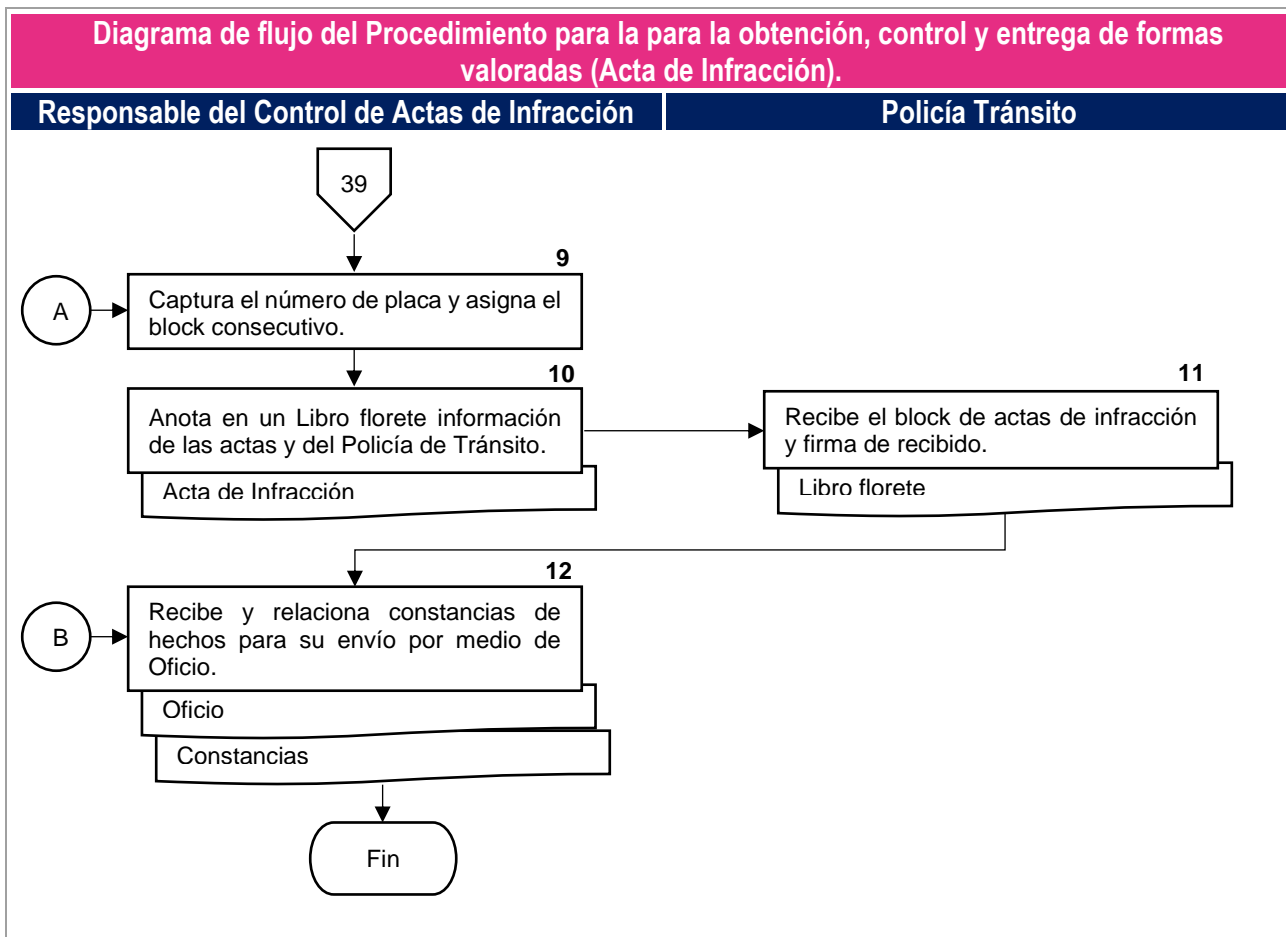 Diagrama de flujo del Procedimiento para la para la obtención, control y entrega de formas
valoradas (Acta de Infracción).
Responsable del Control de Actas de Infracción
Policía Tránsito
39
9
A
Captura el número de placa y asigna el
block consecutivo.
10
Anota en un Libro florete información
de las actas y del Policía de Tránsito.
Acta de Infracción
11
Recibe el block de actas de infracción
y firma de recibido.
Libro florete
12
B
Recibe y relaciona constancias de
hechos para su envío por medio de
Oficio.
Oficio
Constancias
Fin